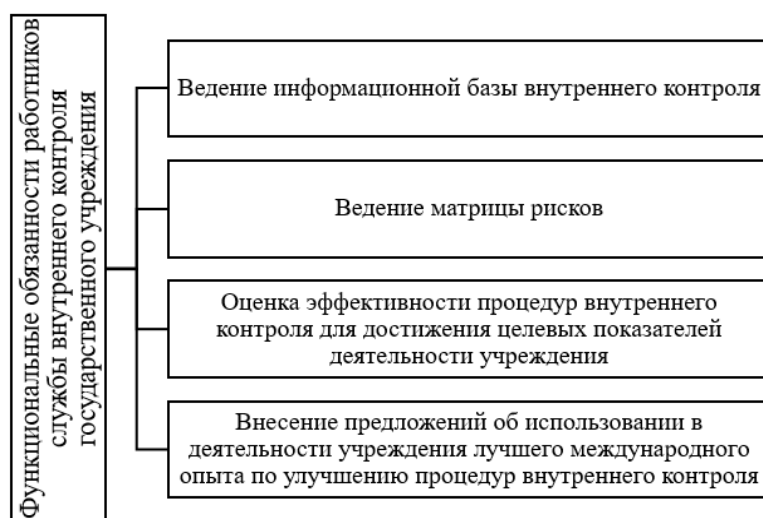 Функциональные обязанности работников
службы внутреннего контроля
государственного учреждения
Ведение информационной базы внутреннего контроля
Ведение матрицы рисков
Оценка эффективности процедур внутреннего
контроля для достижения целевых показателей
деятельности учреждения
Внесение предложений об использовании в
деятельности учреждения лучшего международного
опыта по улучшению процедур внутреннего контроля